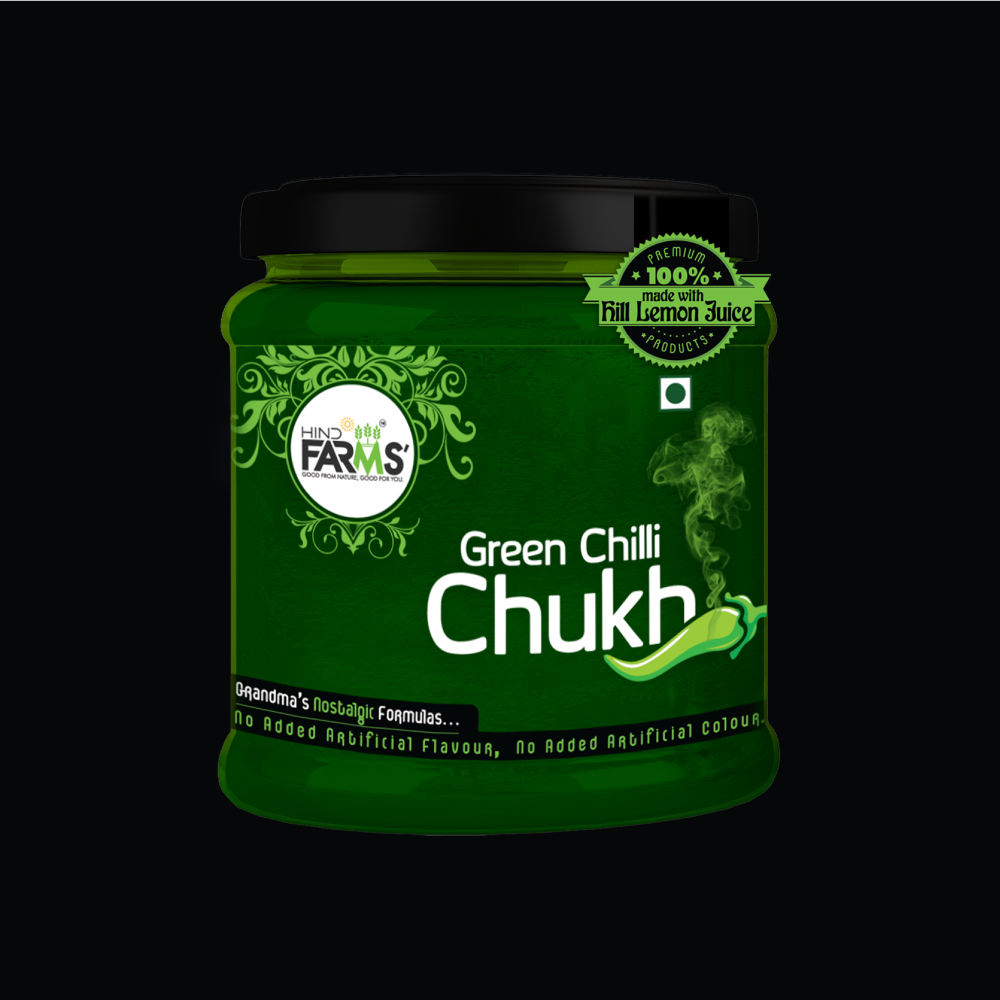 PREMIUM
100%
made with
Hill Lemon Juice
PRODUCTS
HIND
FARMS'
TM
GOOD FROM NATURE, GOOD FOR YOU.
Green Chilli
Chukh
Grandma's Nostalgic Formulas...
No Added Artificial Flavour, No Added Artificial Colour.